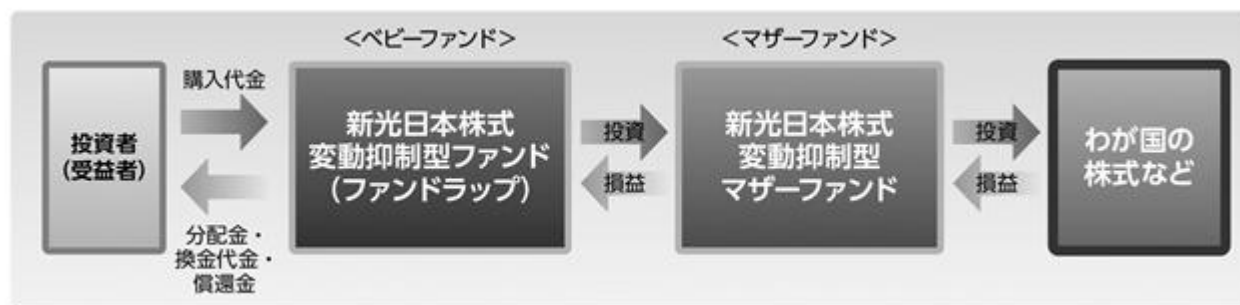 <ベビーファンド>
<マザーファンド>
投資者
(受益者)
購入代金
分配金・
換金代金・
償還金
新光日本株式
変動抑制型ファンド
(ファンドラップ)
投資
損益
新光日本株式
変動抑制型
マザーファンド
投資
損益
わが国の
株式など